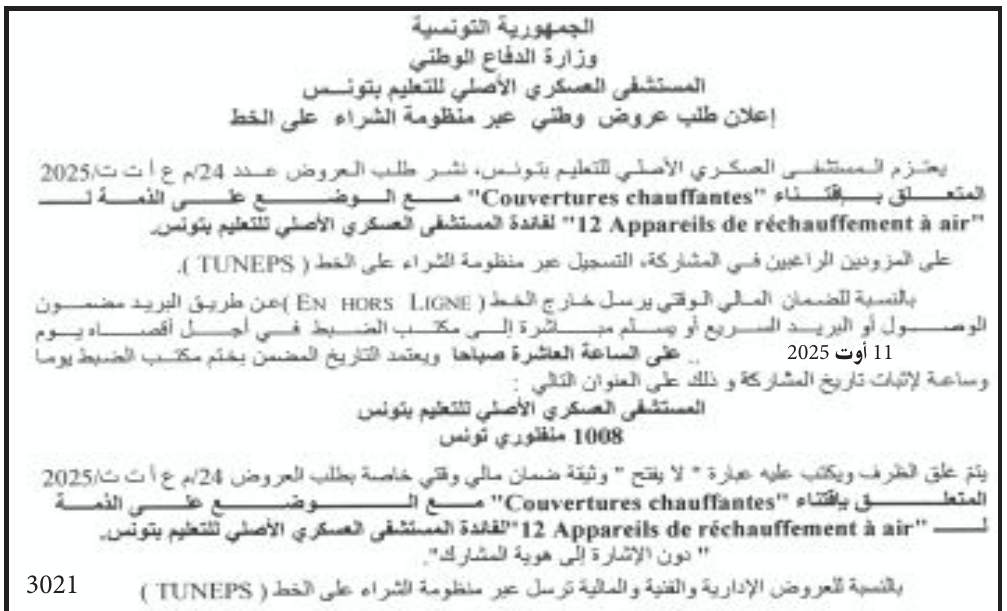 الجمهورية التونسية
وزارة الدفاع الوطني
المستشفى العسكري الأصلي للتعليم بتونس
إعلان طلب عروض وطني عبر منظومة الشراء على الخط
يعتزم المستشفى العسكري الأصلي للتعليم بتونس، نشر طلب العروض عدد 24/م ع أ ت ت/2025
المتعلق بإقتناء "Couvertures chauffantes" مع الوضع على الذمة لـ
"12 Appareils de réchauffement à air" لفائدة المستشفى العسكري الأصلي للتعليم بتونس.
على المزودين الراغبين في المشاركة، التسجيل عبر منظومة الشراء على الخط ( TUNEPS ).
بالنسبة للضمان المالي الوقتي يرسل خارج الخط ( EN HORS LIGNE )عن طريق البريد مضمون
الوصول أو البريد السريع أو يسلم مباشرة إلى مكتب الضبط في أجل أقصاه يوم
11 أوت 2025 .. على الساعة العاشرة صباحا ويعتمد التاريخ المضمن بختم مكتب الضبط يوما
وساعة لإثبات تاريخ المشاركة و ذلك على العنوان التالي :
المستشفى العسكري الأصلي للتعليم بتونس
1008 منفلوري تونس
يتم غلق الظرف ويكتب عليه عبارة " لا يفتح " وثيقة ضمان مالي وقتي خاصة بطلب العروض 24/م ع أ ت ت/2025
المتعلق بإقتناء "Couvertures chauffantes" مع الوضع على الذمة
لـ "12 Appareils de réchauffement à air"لفائدة المستشفى العسكري الأصلي للتعليم بتونس.
" دون الإشارة إلى هوية المشارك".
بالنسبة للعروض الإدارية والفنية والمالية ترسل عبر منظومة الشراء على الخط ( TUNEPS )
3021